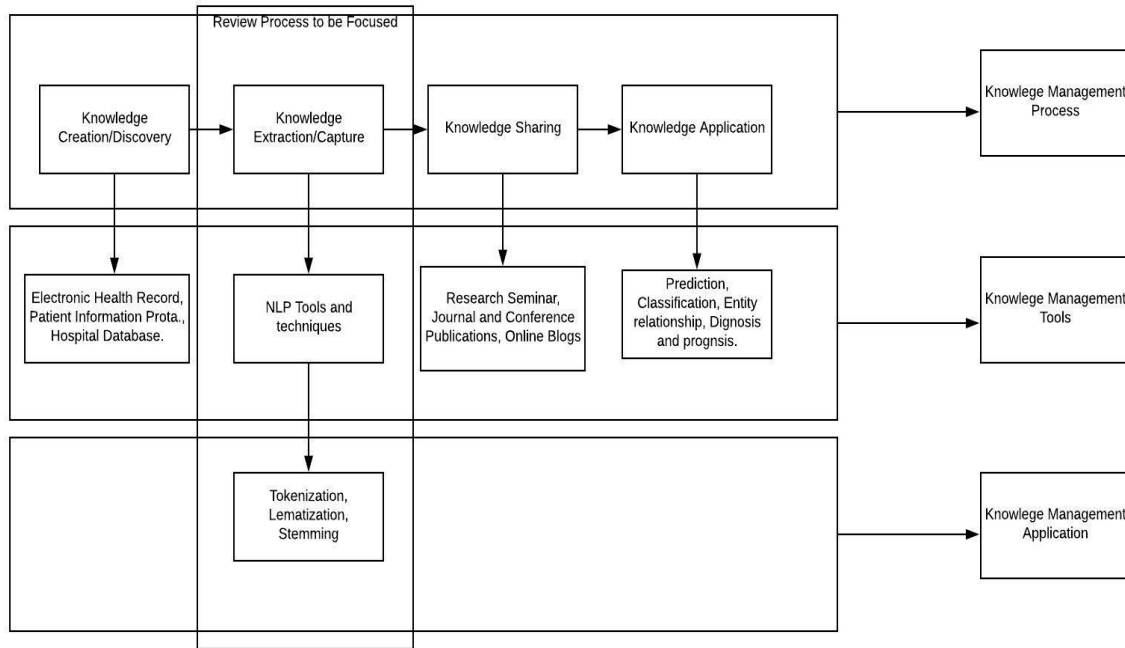 Review Process to be Focused
Knowledge
Creation/Discovery
Knowledge
Extraction/Capture
Knowledge Sharing
Knowledge Application
Knowlege Management
Process
Electronic Health Record,
Patient Information Prota.,
Hospital Database.
NLP Tools and
techniques
Research Seminar,
Journal and Conference
Publications, Online Blogs
Prediction,
Classification, Entity
relationship, Dignosis
and prognsis.
Knowlege Management
Tools
Tokenization,
Lematization,
Stemming
Knowlege Management
Application